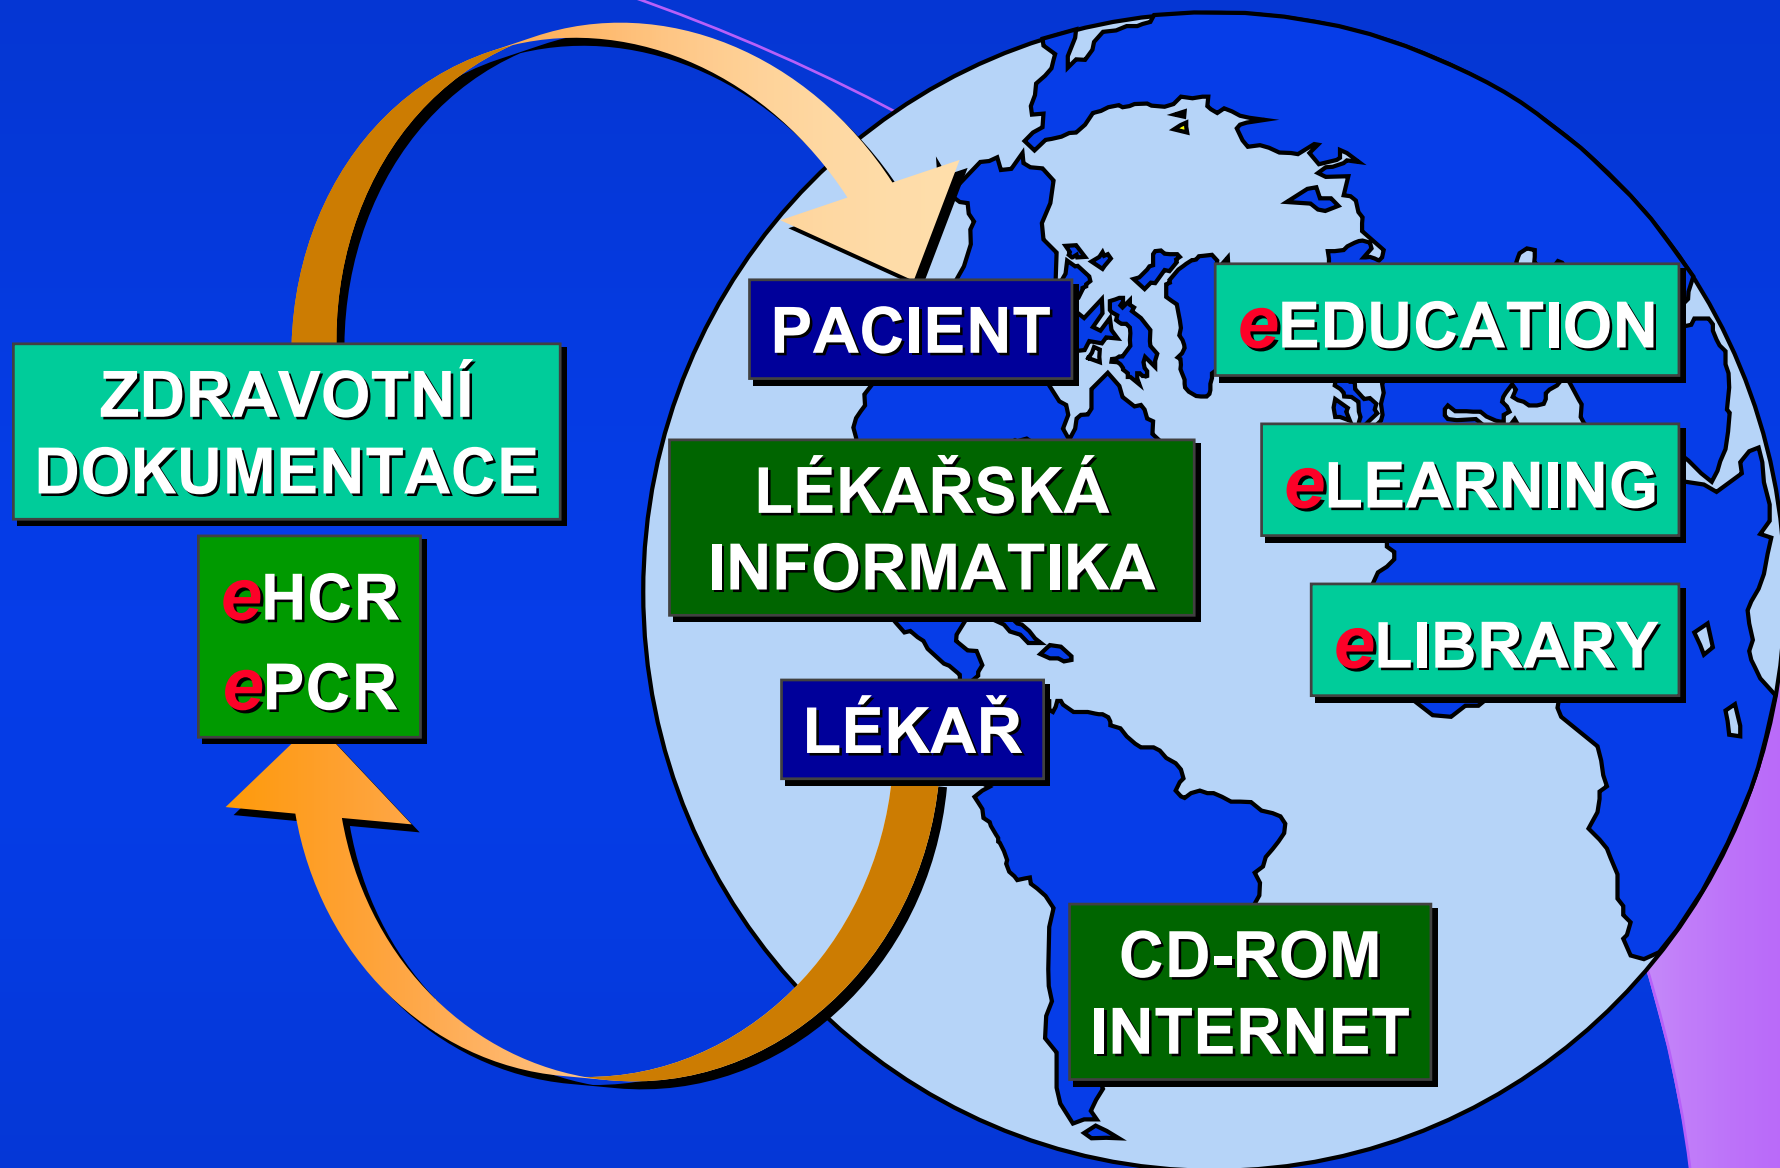 ZDRAVOTNÍ
DOKUMENTACE
eHCR
ePCR
PACIENT
LÉKAŘSKÁ
INFORMATIKA
LÉKAŘ
eEDUCATION
eLEARNING
eLIBRARY
CD-ROM
INTERNET